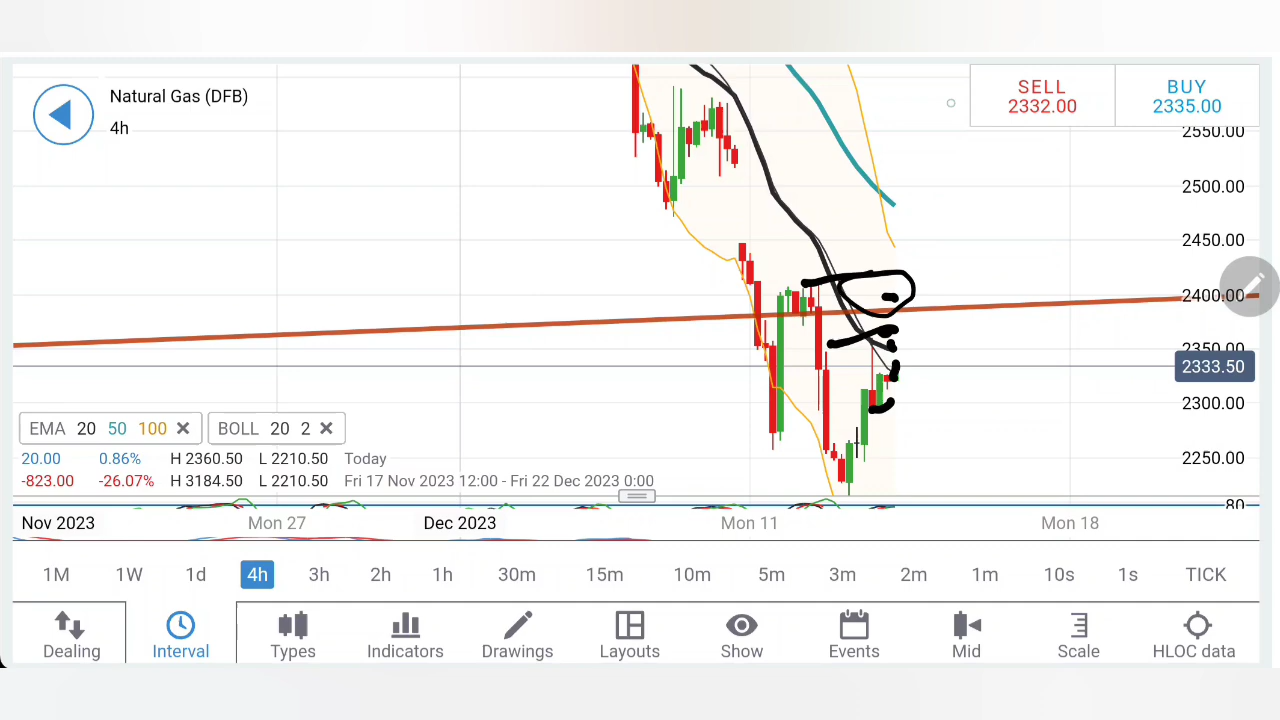 Natural Gas (DFB)
4h
SELL
2332.00
BUY
2335.00
2550.00
2500.00
2450.00
2400.00
2350.00
2333.50
2300.00
2250.00
80
EMA 20 50 100
BOLL 20 2
20.00 0.86% H 2360.50 L 2210.50 Today
-823.00 -26.07% H 3184.50 L 2210.50 Fri 17 Nov 2023 12:00 - Fri 22 Dec 2023 0:00
Nov 2023 Mon 27 Dec 2023 Mon 11 Mon 18
1M 1W 1d 4h 3h 2h 1h 30m 15m 10m 5m 3m 2m 1m 10s 1s TICK
Dealing Interval Types Indicators Drawings Layouts Show Events Mid Scale HLOC data